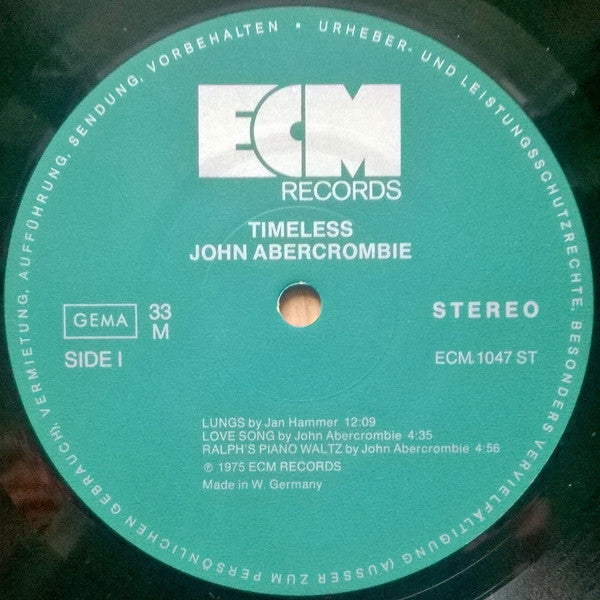 URHEBER- UND LEISTUNGSSCHUTZRECHTE, BESONDERS VERVIELFÄLTIGUNG (AUSSER ZUM PERSÖNLICHEN GEBRAUCH), VERMIETUNG, AUFFÜHRUNG, SENDUNG, VORBEHALTEN •
ECM
RECORDS
TIMELESS
JOHN ABERCROMBIE
GEMA 33 STEREO
M
SIDE I ECM 1047 ST
LUNGS by Jan Hammer 12:09
LOVE SONG by John Abercrombie 4:35
RALPH'S PIANO WALTZ by John Abercrombie 4:56
℗ 1975 ECM RECORDS
Made in W. Germany